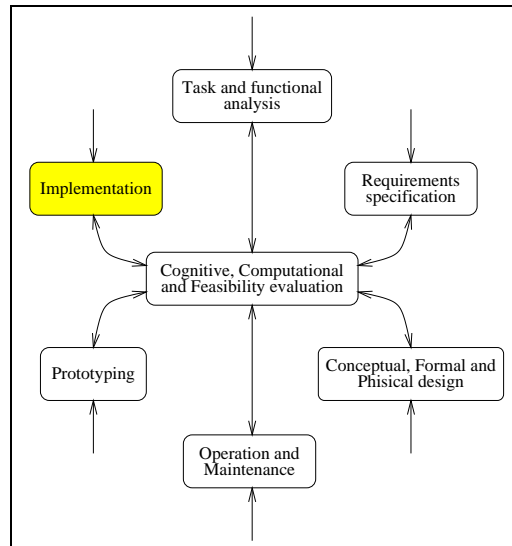 Task and functional
analysis
Implementation
Requirements
specification
Cognitive, Computational
and Feasibility evaluation
Prototyping
Conceptual, Formal and
Phisical design
Operation and
Maintenance